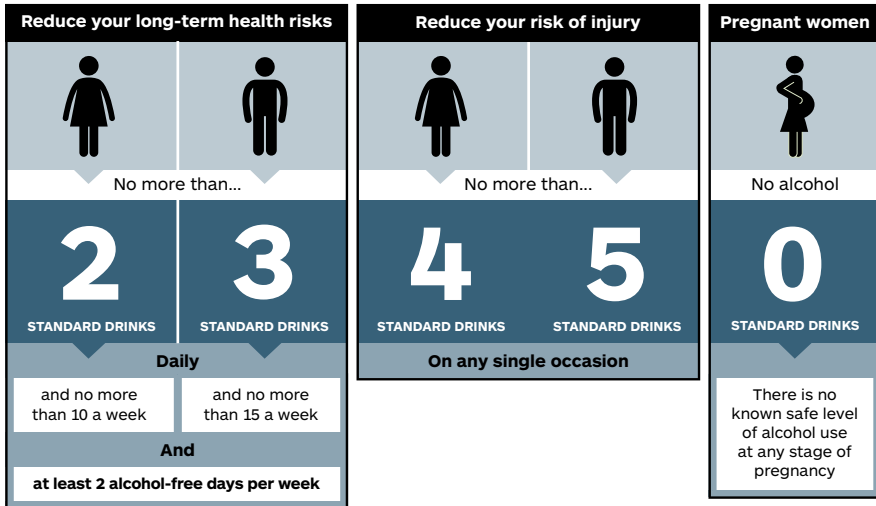 Reduce your long-term health risks
No more than...
2
STANDARD DRINKS
3
STANDARD DRINKS
Daily
and no more
than 10 a week
and no more
than 15 a week
And
at least 2 alcohol-free days per week
Reduce your risk of injury
No more than...
4
STANDARD DRINKS
5
STANDARD DRINKS
On any single occasion
Pregnant women
No alcohol
0
STANDARD DRINKS
There is no
known safe level
of alcohol use
at any stage of
pregnancy